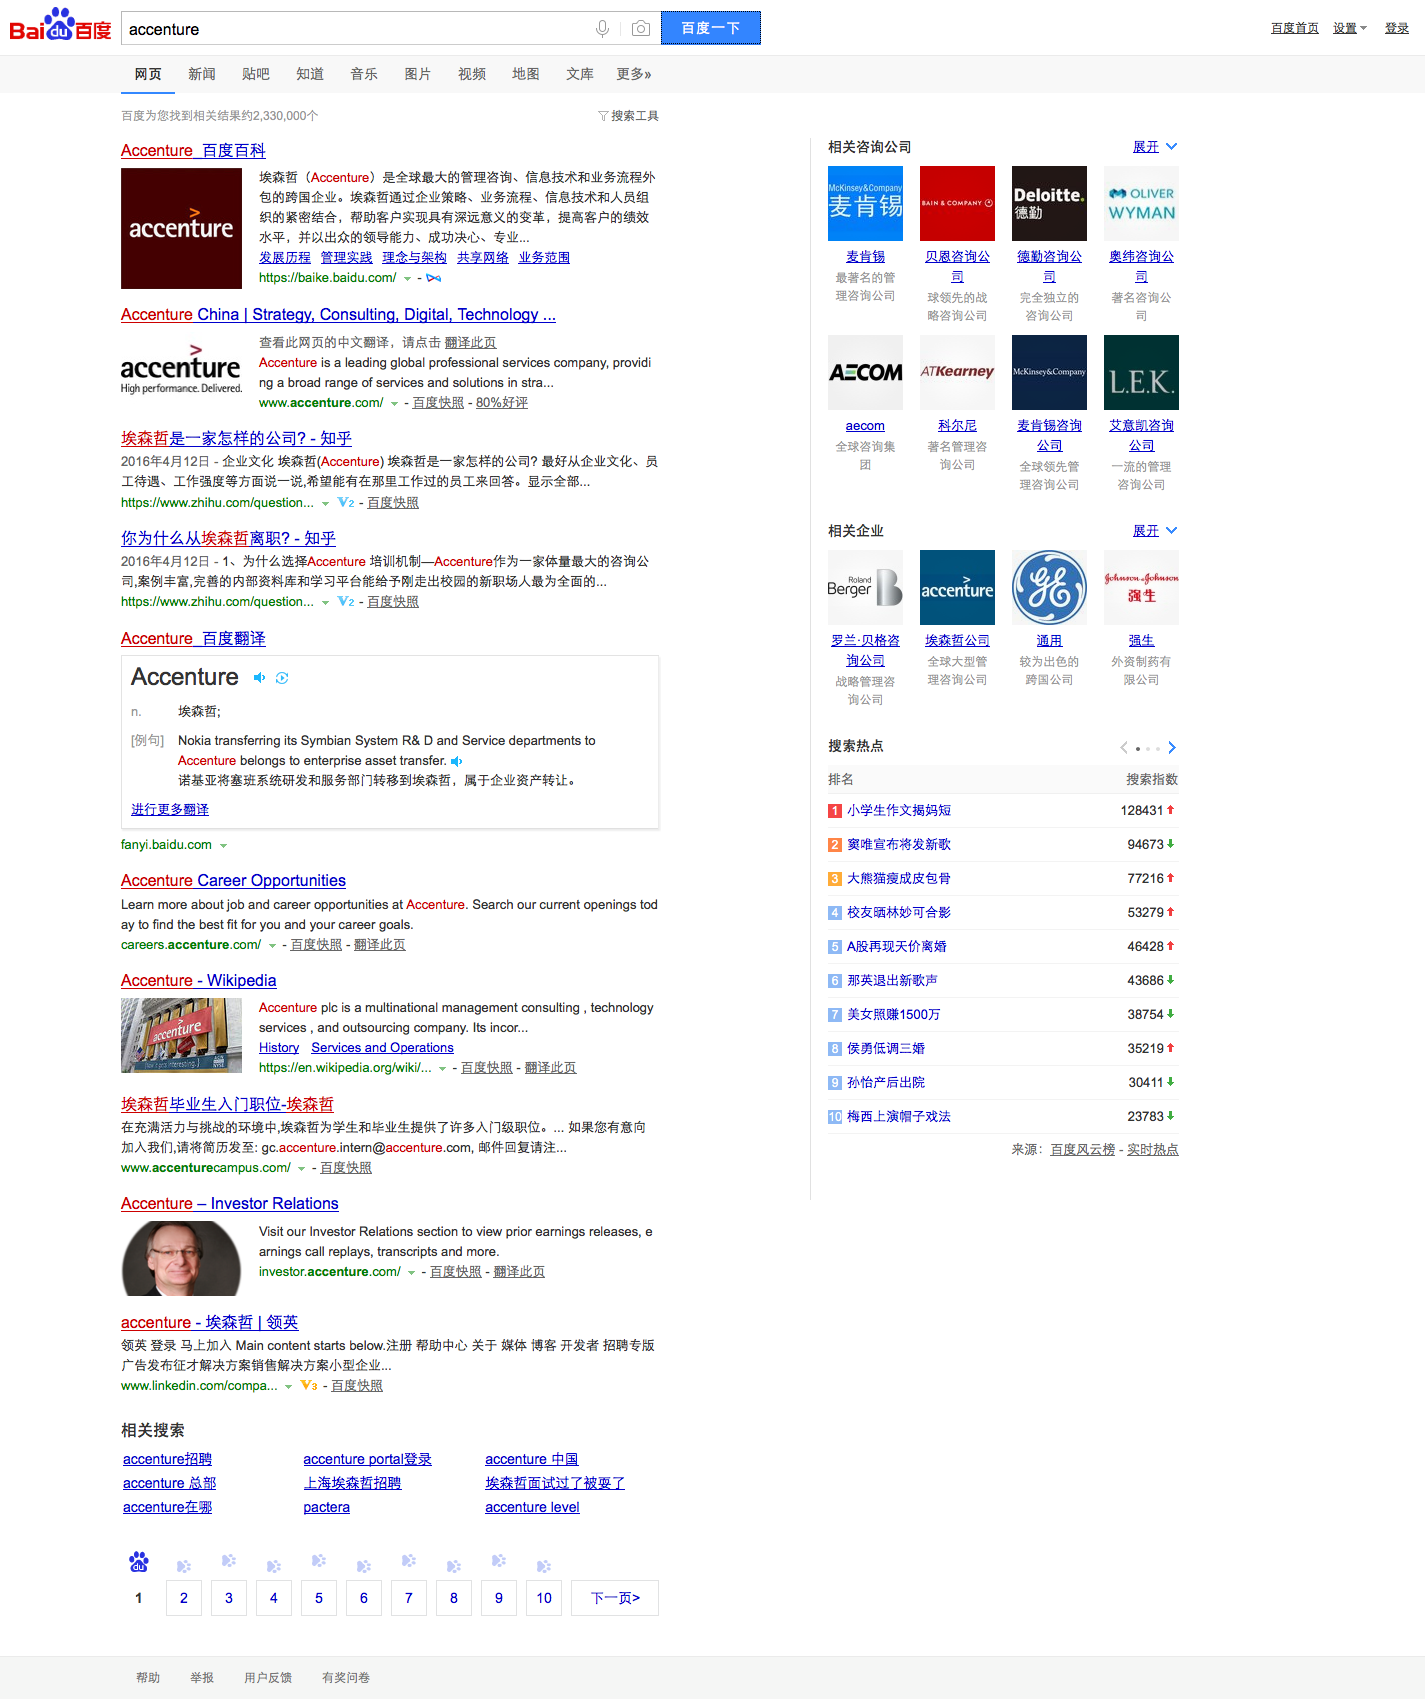 Bai du 百度
accenture
百度一下
百度首页 设置 登录
网页 新闻 贴吧 知道 音乐 图片 视频 地图 文库 更多»
百度为您找到相关结果约2,330,000个
搜索工具
Accenture_百度百科
accenture
埃森哲（Accenture）是全球最大的管理咨询、信息技术和业务流程外
包的跨国企业。埃森哲通过企业策略、业务流程、信息技术和人员组
织的紧密结合，帮助客户实现具有深远意义的变革，提高客户的绩效
水平，并以出众的领导能力、成功决心、专业...
发展历程 管理实践 理念与架构 共享网络 业务范围
https://baike.baidu.com/ -
Accenture China | Strategy, Consulting, Digital, Technology ...
accenture
High performance. Delivered.
查看此网页的中文翻译，请点击 翻译此页
Accenture is a leading global professional services company, providi
ng a broad range of services and solutions in stra...
www.accenture.com/ - 百度快照 - 80%好评
埃森哲是一家怎样的公司? - 知乎
2016年4月12日 - 企业文化 埃森哲(Accenture) 埃森哲是一家怎样的公司? 最好从企业文化、员
工待遇、工作强度等方面说一说,希望能有在那里工作过的员工来回答。显示全部...
https://www.zhihu.com/question... V2 - 百度快照
你为什么从埃森哲离职? - 知乎
2016年4月12日 - 1、为什么选择Accenture 培训机制—Accenture作为一家体量最大的咨询公
司,案例丰富,完善的内部资料库和学习平台能给予刚走出校园的新职场人最为全面的...
https://www.zhihu.com/question... V2 - 百度快照
Accenture_百度翻译
Accenture
n. 埃森哲;
[例句] Nokia transferring its Symbian System R& D and Service departments to
Accenture belongs to enterprise asset transfer.
诺基亚将塞班系统研发和服务部门转移到埃森哲，属于企业资产转让。
进行更多翻译
fanyi.baidu.com
Accenture Career Opportunities
Learn more about job and career opportunities at Accenture. Search our current openings tod
ay to find the best fit for you and your career goals.
careers.accenture.com/ - 百度快照 - 翻译此页
Accenture - Wikipedia
accenture
Accenture plc is a multinational management consulting , technology
services , and outsourcing company. Its incor...
History Services and Operations
https://en.wikipedia.org/wiki/... - 百度快照 - 翻译此页
埃森哲毕业生入门职位-埃森哲
在充满活力与挑战的环境中,埃森哲为学生和毕业生提供了许多入门级职位。... 如果您有意向
加入我们,请将简历发至: gc.accenture.intern@accenture.com, 邮件回复请注...
www.accenturecampus.com/ - 百度快照
Accenture – Investor Relations
Visit our Investor Relations section to view prior earnings releases, e
arnings call replays, transcripts and more.
investor.accenture.com/ - 百度快照 - 翻译此页
accenture - 埃森哲 | 领英
领英 登录 马上加入 Main content starts below.注册 帮助中心 关于 媒体 博客 开发者 招聘专版
广告发布征才解决方案销售解决方案小型企业...
www.linkedin.com/compa... V3 - 百度快照
相关搜索
accenture招聘 accenture portal登录 accenture 中国
accenture 总部 上海埃森哲招聘 埃森哲面试过了被耍了
accenture在哪 pactera accenture level
du
1 2 3 4 5 6 7 8 9 10 下一页>
帮助 举报 用户反馈 有奖问卷
相关咨询公司 展开
McKinsey&Company
麦肯锡
BAIN & COMPANY
Deloitte.
德勤
OLIVER
WYMAN
麦肯锡
最著名的管
理咨询公司
贝恩咨询公
司
球领先的战
略咨询公司
德勤咨询公
司
完全独立的
咨询公司
奥纬咨询公
司
著名咨询公
司
AECOM
ATKearney
McKinsey&Company
L.E.K.
aecom
全球咨询集
团
科尔尼
著名管理咨
询公司
麦肯锡咨询
公司
全球领先管
理咨询公司
艾意凯咨询
公司
一流的管理
咨询公司
相关企业 展开
Roland
Berger B
accenture
GE
Johnson&Johnson
强生
罗兰·贝格咨
询公司
战略管理咨
询公司
埃森哲公司
全球大型管
理咨询公司
通用
较为出色的
跨国公司
强生
外资制药有
限公司
搜索热点
排名 搜索指数
1 小学生作文揭妈短 128431
2 窦唯宣布将发新歌 94673
3 大熊猫瘦成皮包骨 77216
4 校友晒林妙可合影 53279
5 A股再现天价离婚 46428
6 那英退出新歌声 43686
7 美女照赚1500万 38754
8 侯勇低调三婚 35219
9 孙怡产后出院 30411
10 梅西上演帽子戏法 23783
来源：百度风云榜 - 实时热点